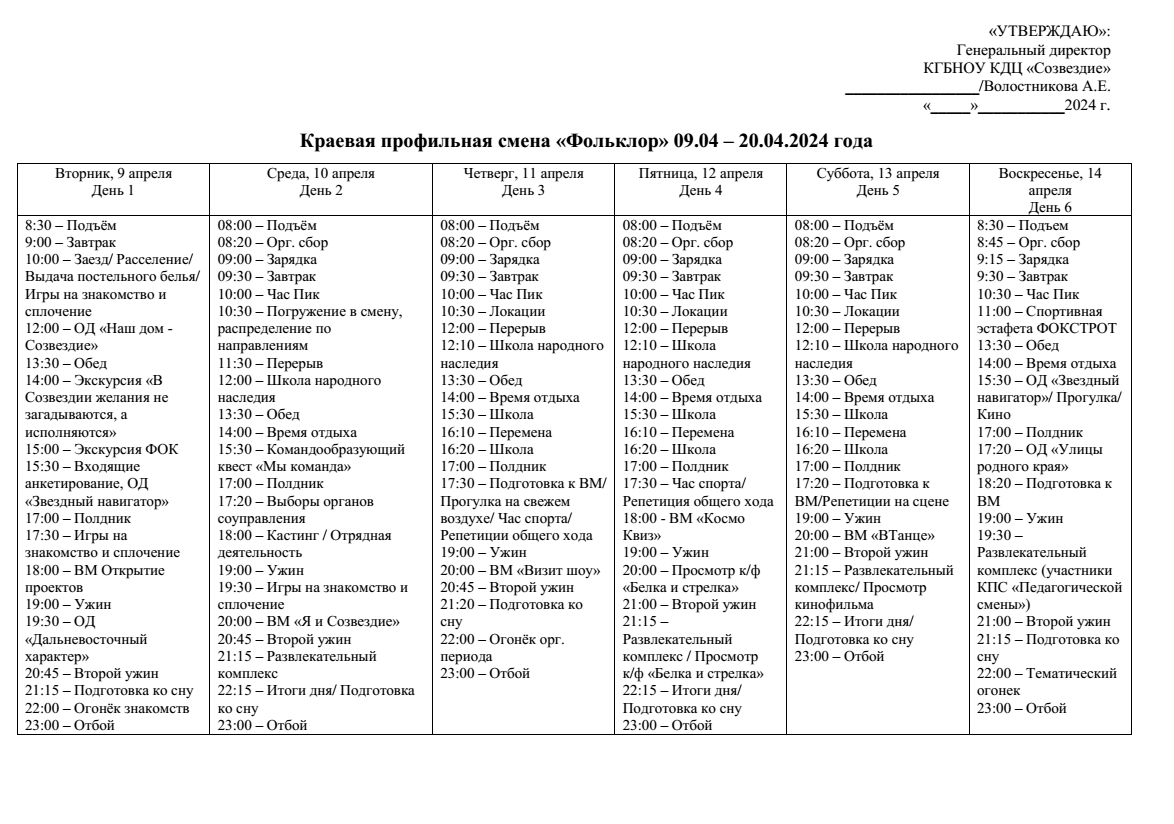 «УТВЕРЖДАЮ»:
Генеральный директор
КГБНОУ КДЦ «Созвездие»
_________________/Волостникова А.Е.
«_____»___________2024 г.
Краевая профильная смена «Фольклор» 09.04 – 20.04.2024 года
Вторник, 9 апреля
День 1
8:30 – Подъём
9:00 – Завтрак
10:00 – Заезд/ Расселение/
Выдача постельного белья/
Игры на знакомство и
сплочение
12:00 – ОД «Наш дом -
Созвездие»
13:30 – Обед
14:00 – Экскурсия «В
Созвездии желания не
загадываются, а
исполняются»
15:00 – Экскурсия ФОК
15:30 – Входящие
анкетирование, ОД
«Звездный навигатор»
17:00 – Полдник
17:30 – Игры на
знакомство и сплочение
18:00 – ВМ Открытие
проектов
19:00 – Ужин
19:30 – ОД
«Дальневосточный
характер»
20:45 – Второй ужин
21:15 – Подготовка ко сну
22:00 – Огонёк знакомств
23:00 – Отбой
Среда, 10 апреля
День 2
08:00 – Подъём
08:20 – Орг. сбор
09:00 – Зарядка
09:30 – Завтрак
10:00 – Час Пик
10:30 – Погружение в смену,
распределение по
направлениям
11:30 – Перерыв
12:00 – Школа народного
наследия
13:30 – Обед
14:00 – Время отдыха
15:30 – Командообразующий
квест «Мы команда»
17:00 – Полдник
17:20 – Выборы органов
соуправления
18:00 – Кастинг / Отрядная
деятельность
19:00 – Ужин
19:30 – Игры на знакомство и
сплочение
20:00 – ВМ «Я и Созвездие»
20:45 – Второй ужин
21:15 – Развлекательный
комплекс
22:15 – Итоги дня/ Подготовка
ко сну
23:00 – Отбой
Четверг, 11 апреля
День 3
08:00 – Подъём
08:20 – Орг. сбор
09:00 – Зарядка
09:30 – Завтрак
10:00 – Час Пик
10:30 – Локации
12:00 – Перерыв
12:10 – Школа народного
наследия
13:30 – Обед
14:00 – Время отдыха
15:30 – Школа
16:10 – Перемена
16:20 – Школа
17:00 – Полдник
17:30 – Подготовка к ВМ/
Прогулка на свежем
воздухе/ Час спорта/
Репетиции общего хода
19:00 – Ужин
20:00 – ВМ «Визит шоу»
20:45 – Второй ужин
21:20 – Подготовка ко
сну
22:00 – Огонёк орг.
периода
23:00 – Отбой
Пятница, 12 апреля
День 4
08:00 – Подъём
08:20 – Орг. сбор
09:00 – Зарядка
09:30 – Завтрак
10:00 – Час Пик
10:30 – Локации
12:00 – Перерыв
12:10 – Школа
народного наследия
13:30 – Обед
14:00 – Время отдыха
15:30 – Школа
16:10 – Перемена
16:20 – Школа
17:00 – Полдник
17:30 – Час спорта/
Репетиция общего хода
18:00 - ВМ «Космо
Квиз»
19:00 – Ужин
20:00 – Просмотр к/ф
«Белка и стрелка»
21:00 – Второй ужин
21:15 –
Развлекательный
комплекс / Просмотр
к/ф «Белка и стрелка»
22:15 – Итоги дня/
Подготовка ко сну
23:00 – Отбой
Суббота, 13 апреля
День 5
08:00 – Подъём
08:20 – Орг. сбор
09:00 – Зарядка
09:30 – Завтрак
10:00 – Час Пик
10:30 – Локации
12:00 – Перерыв
12:10 – Школа народного
наследия
13:30 – Обед
14:00 – Время отдыха
15:30 – Школа
16:10 – Перемена
16:20 – Школа
17:00 – Полдник
17:20 – Подготовка к
ВМ/Репетиции на сцене
19:00 – Ужин
20:00 – ВМ «ВТанце»
21:00 – Второй ужин
21:15 – Развлекательный
комплекс/ Просмотр
кинофильма
22:15 – Итоги дня/
Подготовка ко сну
23:00 – Отбой
Воскресенье, 14
апреля
День 6
8:30 – Подъем
8:45 – Орг. сбор
9:15 – Зарядка
9:30 – Завтрак
10:30 – Час Пик
11:00 – Спортивная
эстафета ФОКСТРОТ
13:30 – Обед
14:00 – Время отдыха
15:30 – ОД «Звездный
навигатор»/ Прогулка/
Кино
17:00 – Полдник
17:20 – ОД «Улицы
родного края»
18:20 – Подготовка к
ВМ
19:00 – Ужин
19:30 –
Развлекательный
комплекс (участники
КПС «Педагогической
смены»)
21:00 – Второй ужин
21:15 – Подготовка ко
сну
22:00 – Тематический
огонек
23:00 – Отбой